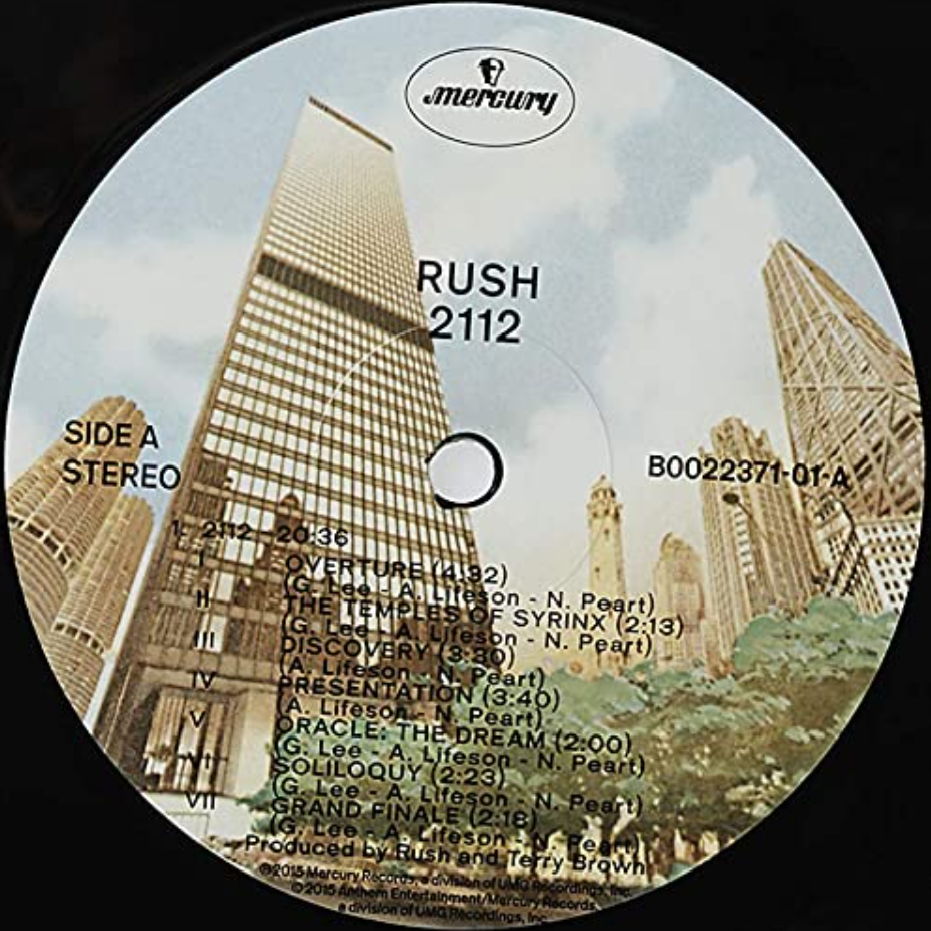 mercury
RUSH
2112
SIDE A
STEREO
B0022371-01-A
1. 2112 - 20:36
I OVERTURE (4:32)
(G. Lee - A. Lifeson - N. Peart)
II THE TEMPLES OF SYRINX (2:13)
(G. Lee - A. Lifeson - N. Peart)
III DISCOVERY (3:30)
(A. Lifeson - N. Peart)
IV PRESENTATION (3:40)
(A. Lifeson - N. Peart)
V ORACLE: THE DREAM (2:00)
(G. Lee - A. Lifeson - N. Peart)
VI SOLILOQUY (2:23)
(G. Lee - A. Lifeson - N. Peart)
VII GRAND FINALE (2:18)
(G. Lee - A. Lifeson - N. Peart)
Produced by Rush and Terry Brown
℗2015 Mercury Records, a division of UMG Recordings, Inc.
©2015 Anthem Entertainment/Mercury Records,
a division of UMG Recordings, Inc.